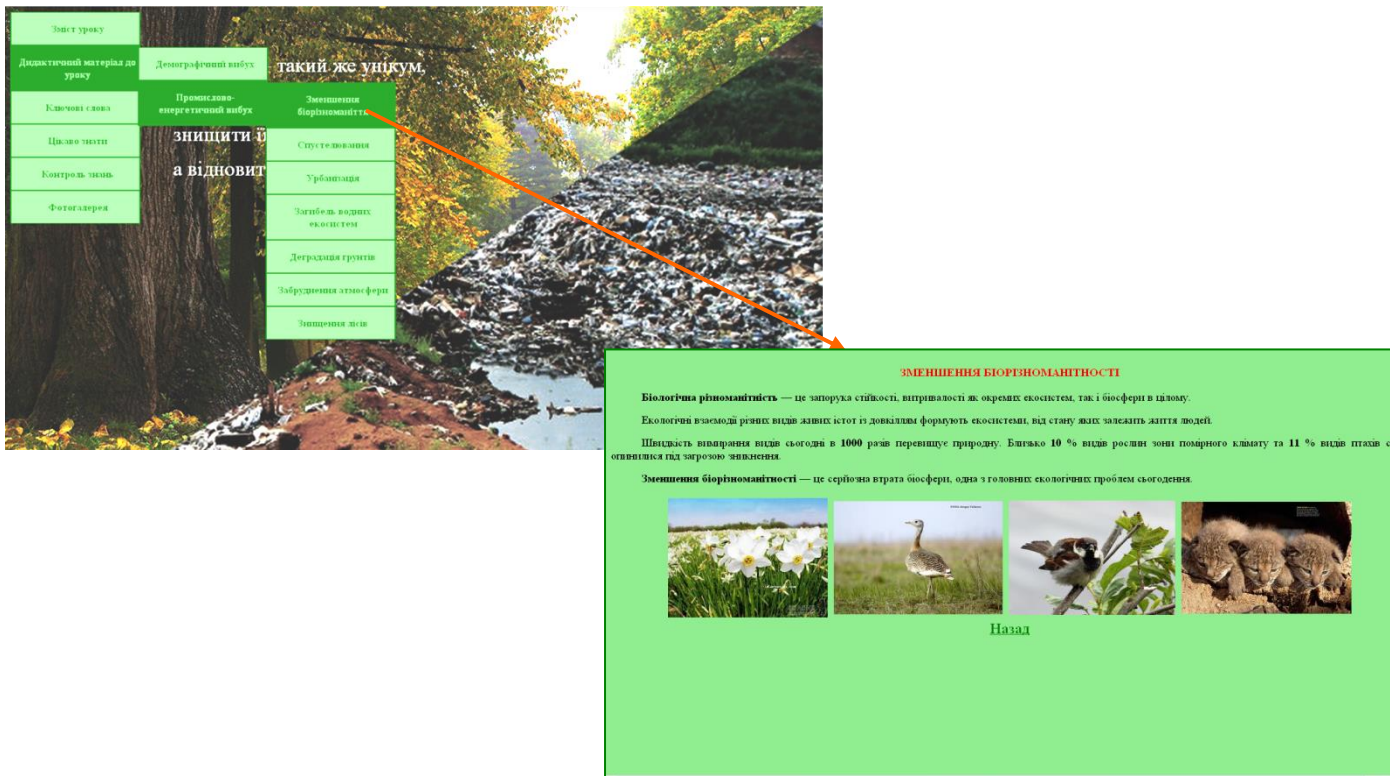 Зміст уроку
Дидактичний матеріал до
уроку
Ключові слова
Цікаво знати
Контроль знань
Фотогалерея
Демографічний вибух
Промислово-
енергетичний вибух
Зменшення
біорізноманіття
Спустелювання
Урбанізація
Загибель водних
екосистем
Деградація грунтів
Забруднення атмосфери
Знищення лісів
такий же унікум,
знищити її
а відновит
ЗМЕНШЕННЯ БІОРІЗНОМАНІТНОСТІ
Біологічна різноманітність — це запорука стійкості, витривалості як окремих екосистем, так і біосфери в цілому.
Екологічні взаємодії різних видів живих істот із довкіллям формують екосистеми, від стану яких залежить життя людей.
Швидкість вимирання видів сьогодні в 1000 разів перевищує природну. Близько 10 % видів рослин зони помірного клімату та 11 % видів птахів с
опинилися під загрозою зникнення.
Зменшення біорізноманітності — це серйозна втрата біосфери, одна з головних екологічних проблем сьогодення.
Назад